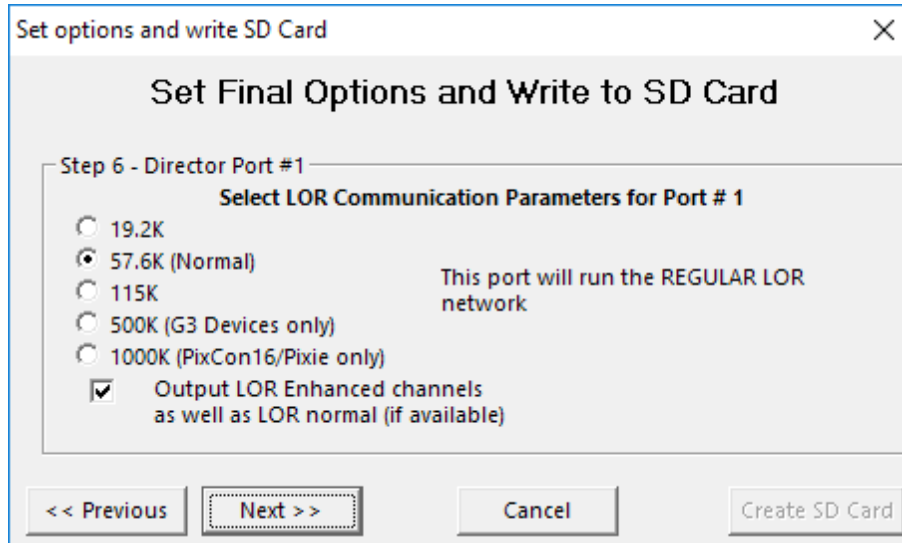 Set options and write SD Card
Set Final Options and Write to SD Card
Step 6 - Director Port #1
Select LOR Communication Parameters for Port # 1
19.2K
57.6K (Normal)
115K
500K (G3 Devices only)
1000K (PixCon16/Pixie only)
This port will run the REGULAR LOR
network
Output LOR Enhanced channels
as well as LOR normal (if available)
<< Previous
Next >>
Cancel
Create SD Card